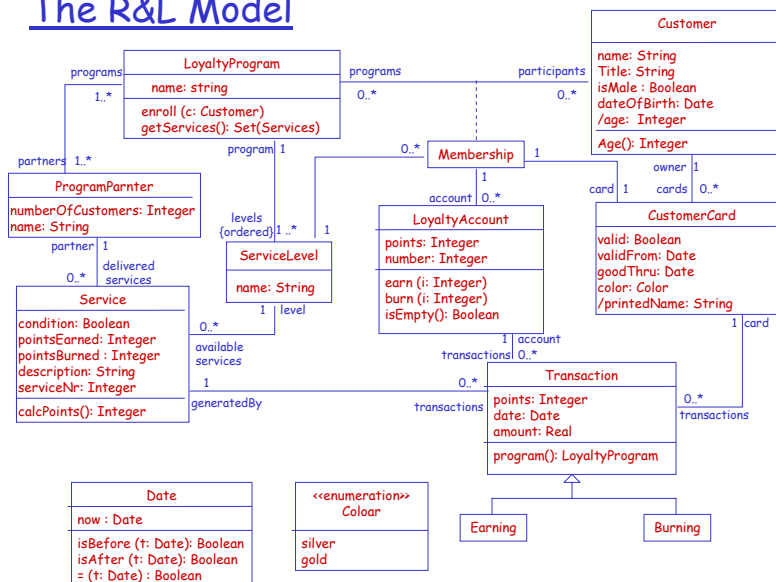 The R&L Model
Customer
name: String
Title: String
isMale : Boolean
dateOfBirth: Date
/age: Integer
Age(): Integer
LoyaltyProgram
name: string
enroll (c: Customer)
getServices(): Set(Services)
programs
1..*
programs
0..*
participants
0..*
partners 1..*
program 1
0..*
Membership
1
1
account 0..*
owner 1
card 1
cards 0..*
ProgramParnter
numberOfCustomers: Integer
name: String
partner 1
0..*
delivered
services
levels
{ordered} 1 ..*
1
ServiceLevel
name: String
1 level
LoyaltyAccount
points: Integer
number: Integer
earn (i: Integer)
burn (i: Integer)
isEmpty(): Boolean
1 account
transactions 0..*
CustomerCard
valid: Boolean
validFrom: Date
goodThru: Date
color: Color
/printedName: String
1 card
Service
condition: Boolean
pointsEarned: Integer
pointsBurned : Integer
description: String
serviceNr: Integer
calcPoints(): Integer
0..*
available
services
1
generatedBy
0..*
transactions
Transaction
points: Integer
date: Date
amount: Real
program(): LoyaltyProgram
0..*
transactions
Earning
Burning
Date
now : Date
isBefore (t: Date): Boolean
isAfter (t: Date): Boolean
= (t: Date) : Boolean
<<enumeration>>
Coloar
silver
gold